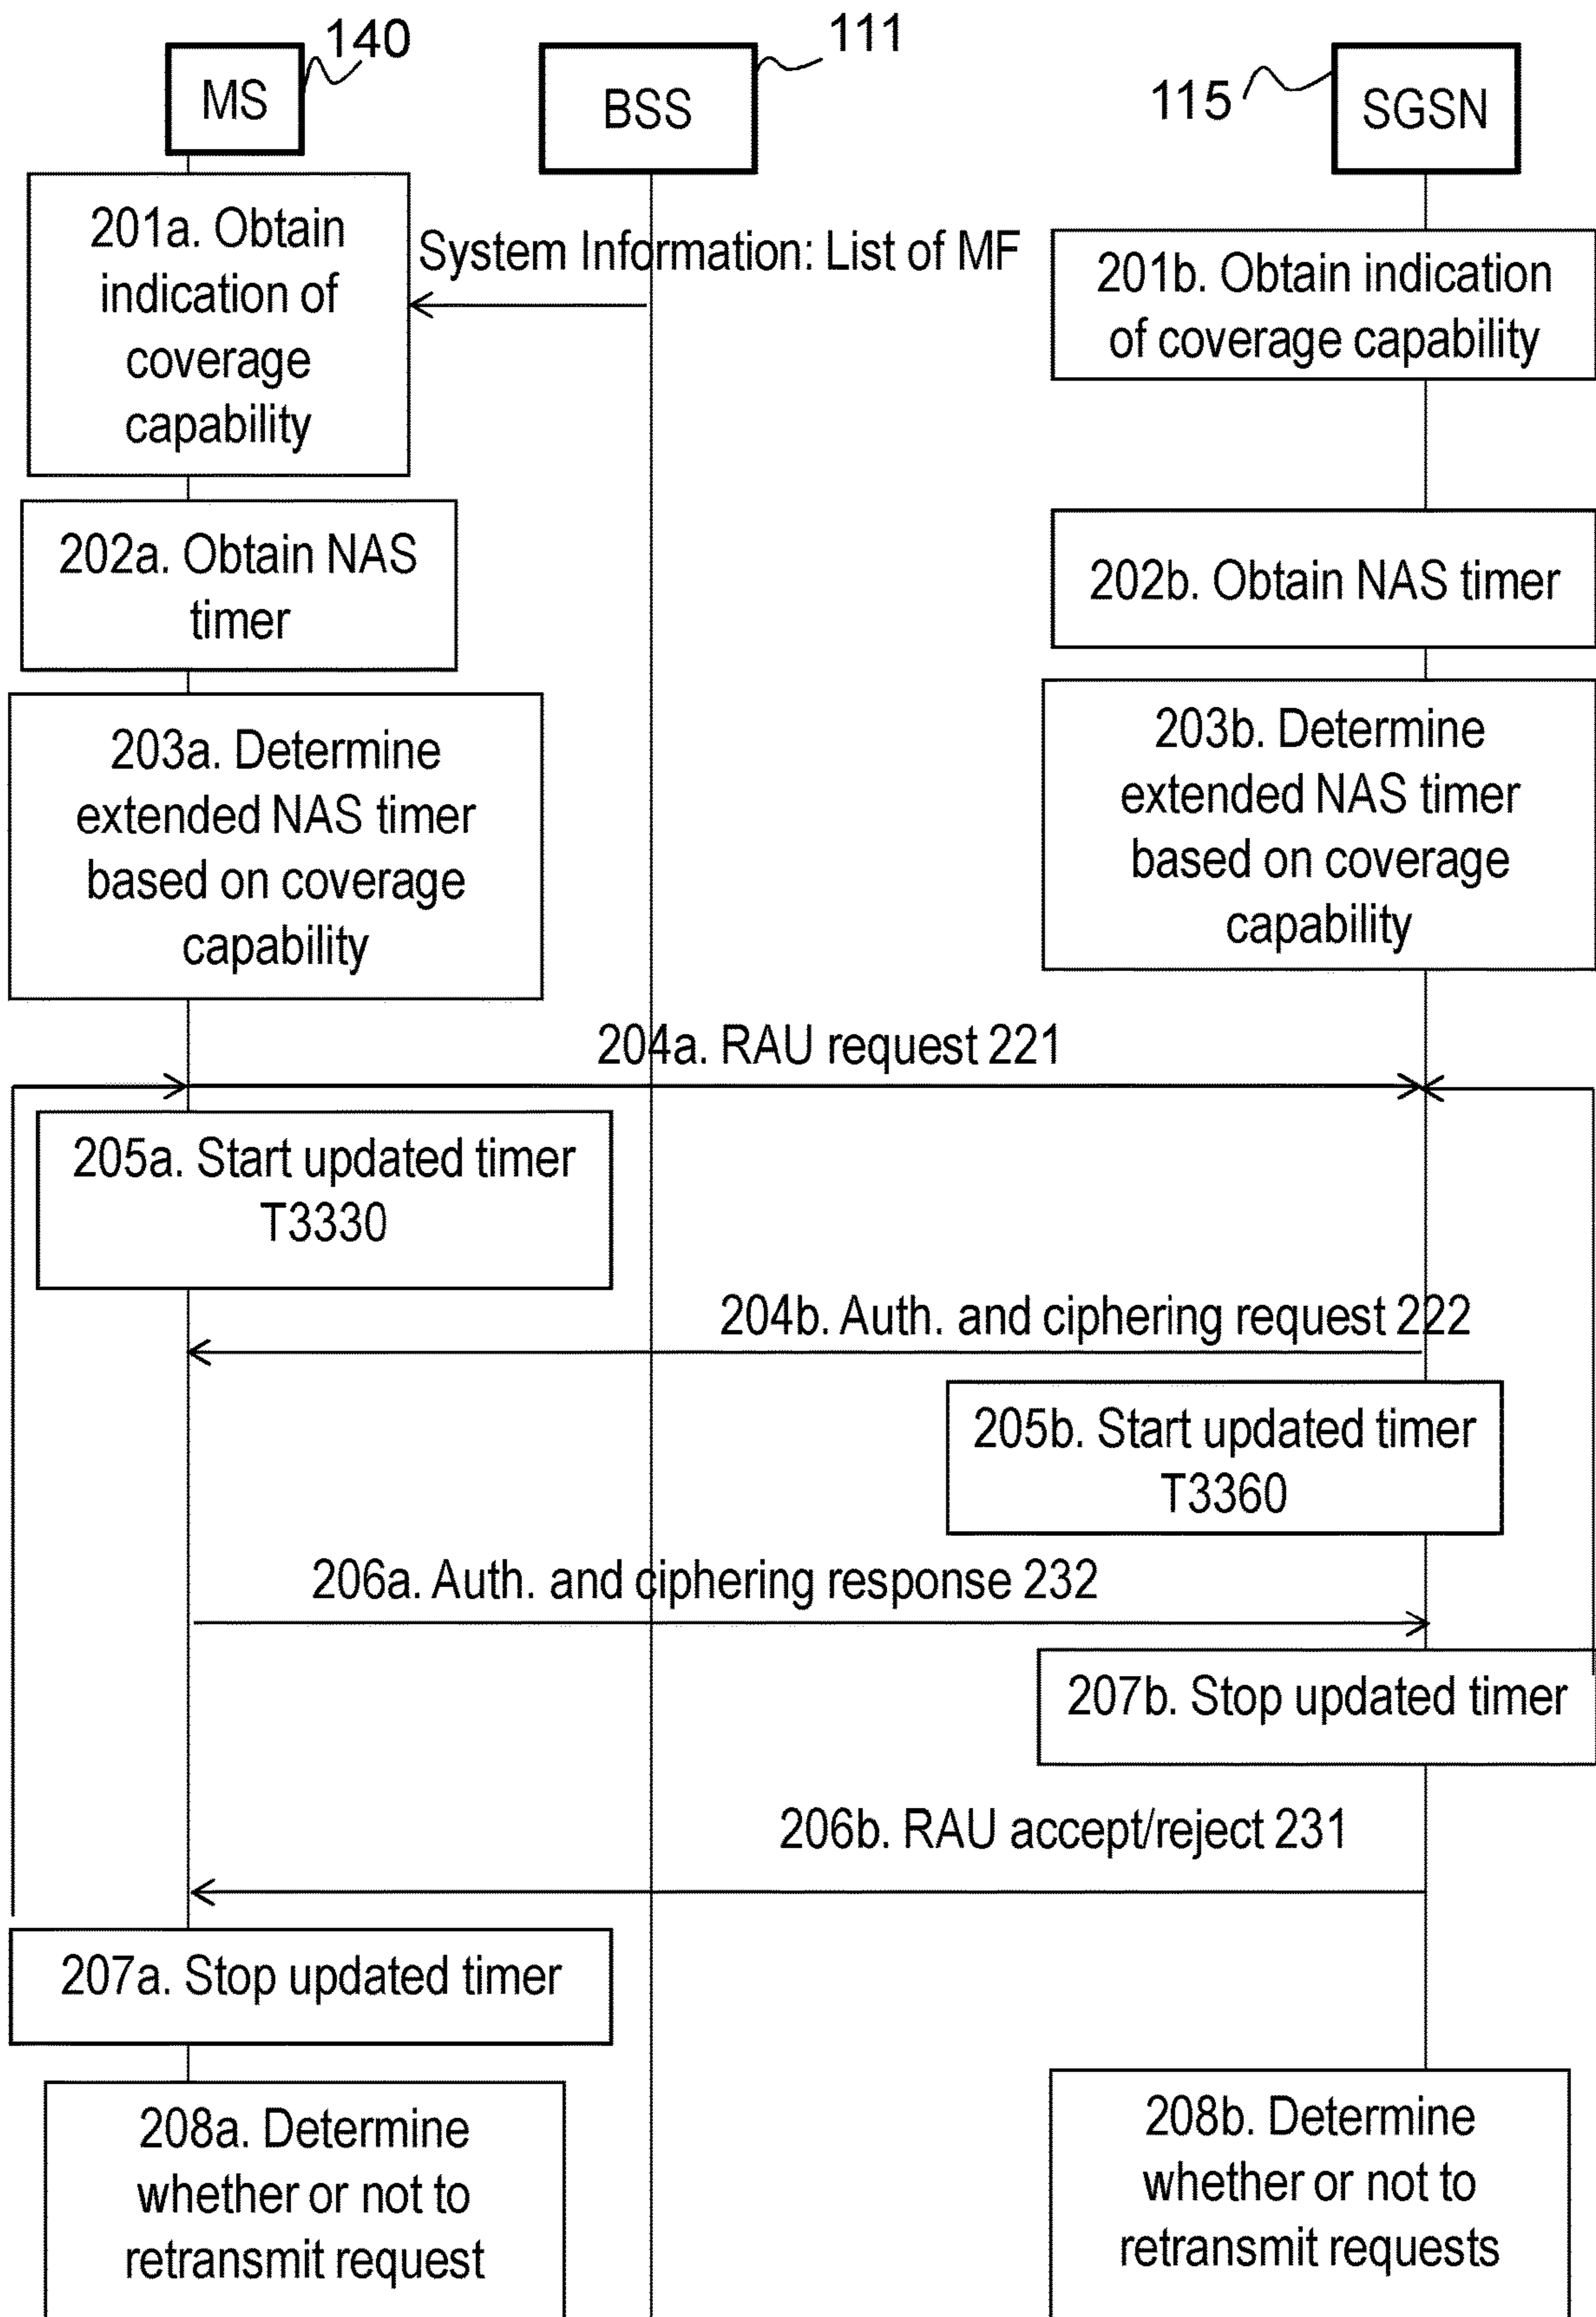 140
111
MS
BSS
115
SGSN
201a. Obtain
indication of
coverage
capability
System Information: List of MF
201b. Obtain indication
of coverage capability
202a. Obtain NAS
timer
202b. Obtain NAS timer
203a. Determine
extended NAS timer
based on coverage
capability
203b. Determine
extended NAS timer
based on coverage
capability
204a. RAU request 221
205a. Start updated timer
T3330
204b. Auth. and ciphering request 222
205b. Start updated timer
T3360
206a. Auth. and ciphering response 232
207b. Stop updated timer
206b. RAU accept/reject 231
207a. Stop updated timer
208a. Determine
whether or not to
retransmit request
208b. Determine
whether or not to
retransmit requests